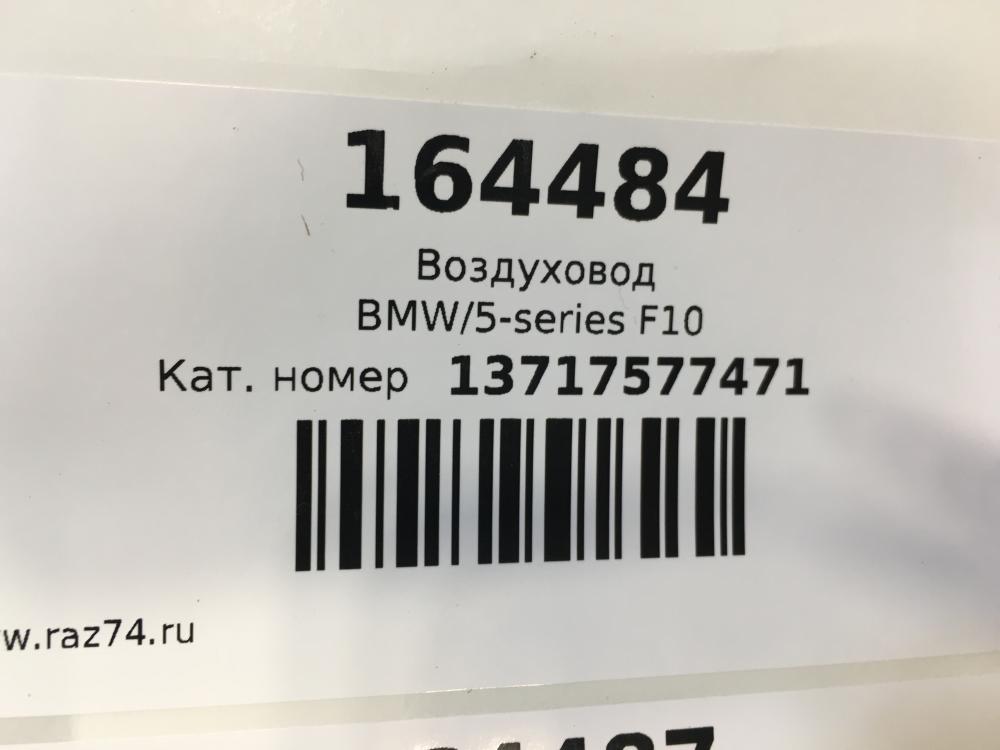 164484
Воздуховод
BMW/5-series F10
Кат. номер 13717577471
w.raz74.ru